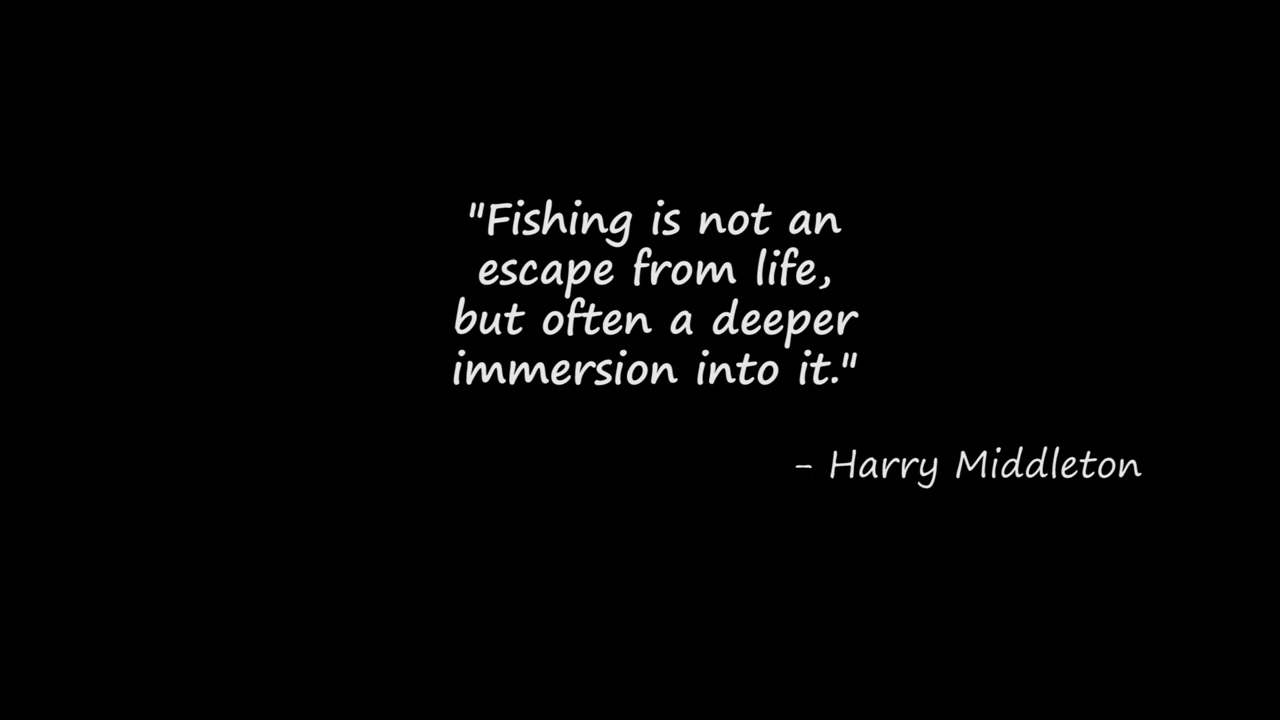 "Fishing is not an
escape from life,
but often a deeper
immersion into it."
- Harry Middleton